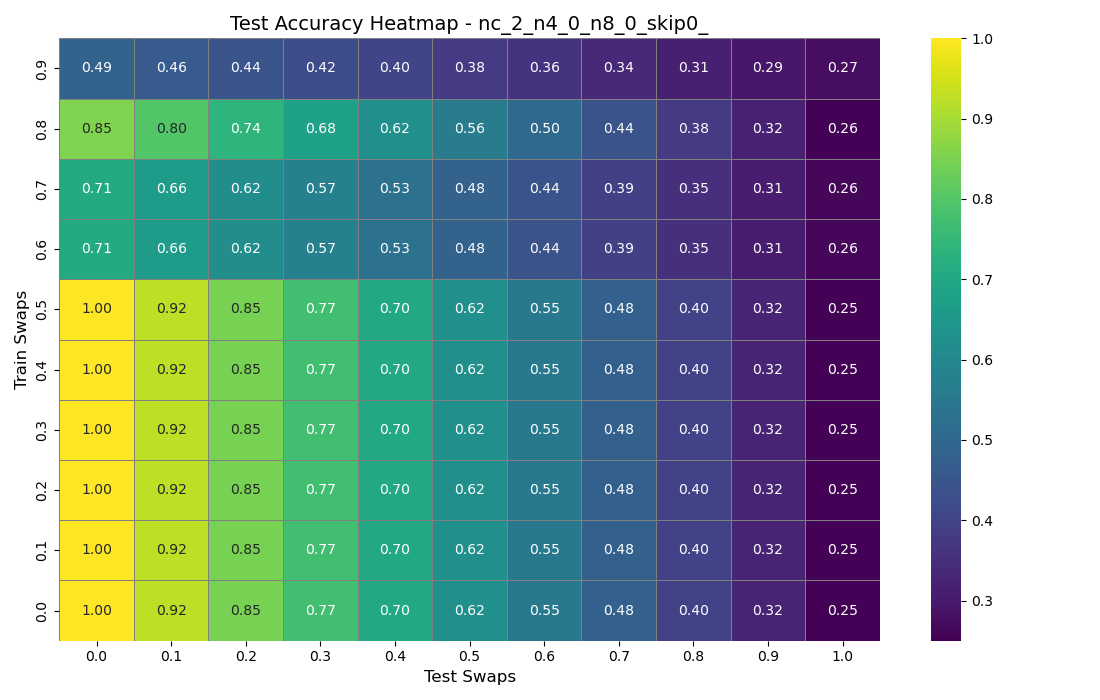 Test Accuracy Heatmap - nc_2_n4_0_n8_0_skip0_
0.9 0.49 0.46 0.44 0.42 0.40 0.38 0.36 0.34 0.31 0.29 0.27
0.8 0.85 0.80 0.74 0.68 0.62 0.56 0.50 0.44 0.38 0.32 0.26
0.7 0.71 0.66 0.62 0.57 0.53 0.48 0.44 0.39 0.35 0.31 0.26
0.6 0.71 0.66 0.62 0.57 0.53 0.48 0.44 0.39 0.35 0.31 0.26
0.5 1.00 0.92 0.85 0.77 0.70 0.62 0.55 0.48 0.40 0.32 0.25
0.4 1.00 0.92 0.85 0.77 0.70 0.62 0.55 0.48 0.40 0.32 0.25
0.3 1.00 0.92 0.85 0.77 0.70 0.62 0.55 0.48 0.40 0.32 0.25
0.2 1.00 0.92 0.85 0.77 0.70 0.62 0.55 0.48 0.40 0.32 0.25
0.1 1.00 0.92 0.85 0.77 0.70 0.62 0.55 0.48 0.40 0.32 0.25
0.0 1.00 0.92 0.85 0.77 0.70 0.62 0.55 0.48 0.40 0.32 0.25
0.0 0.1 0.2 0.3 0.4 0.5 0.6 0.7 0.8 0.9 1.0
Test Swaps
Train Swaps
1.0
0.9
0.8
0.7
0.6
0.5
0.4
0.3